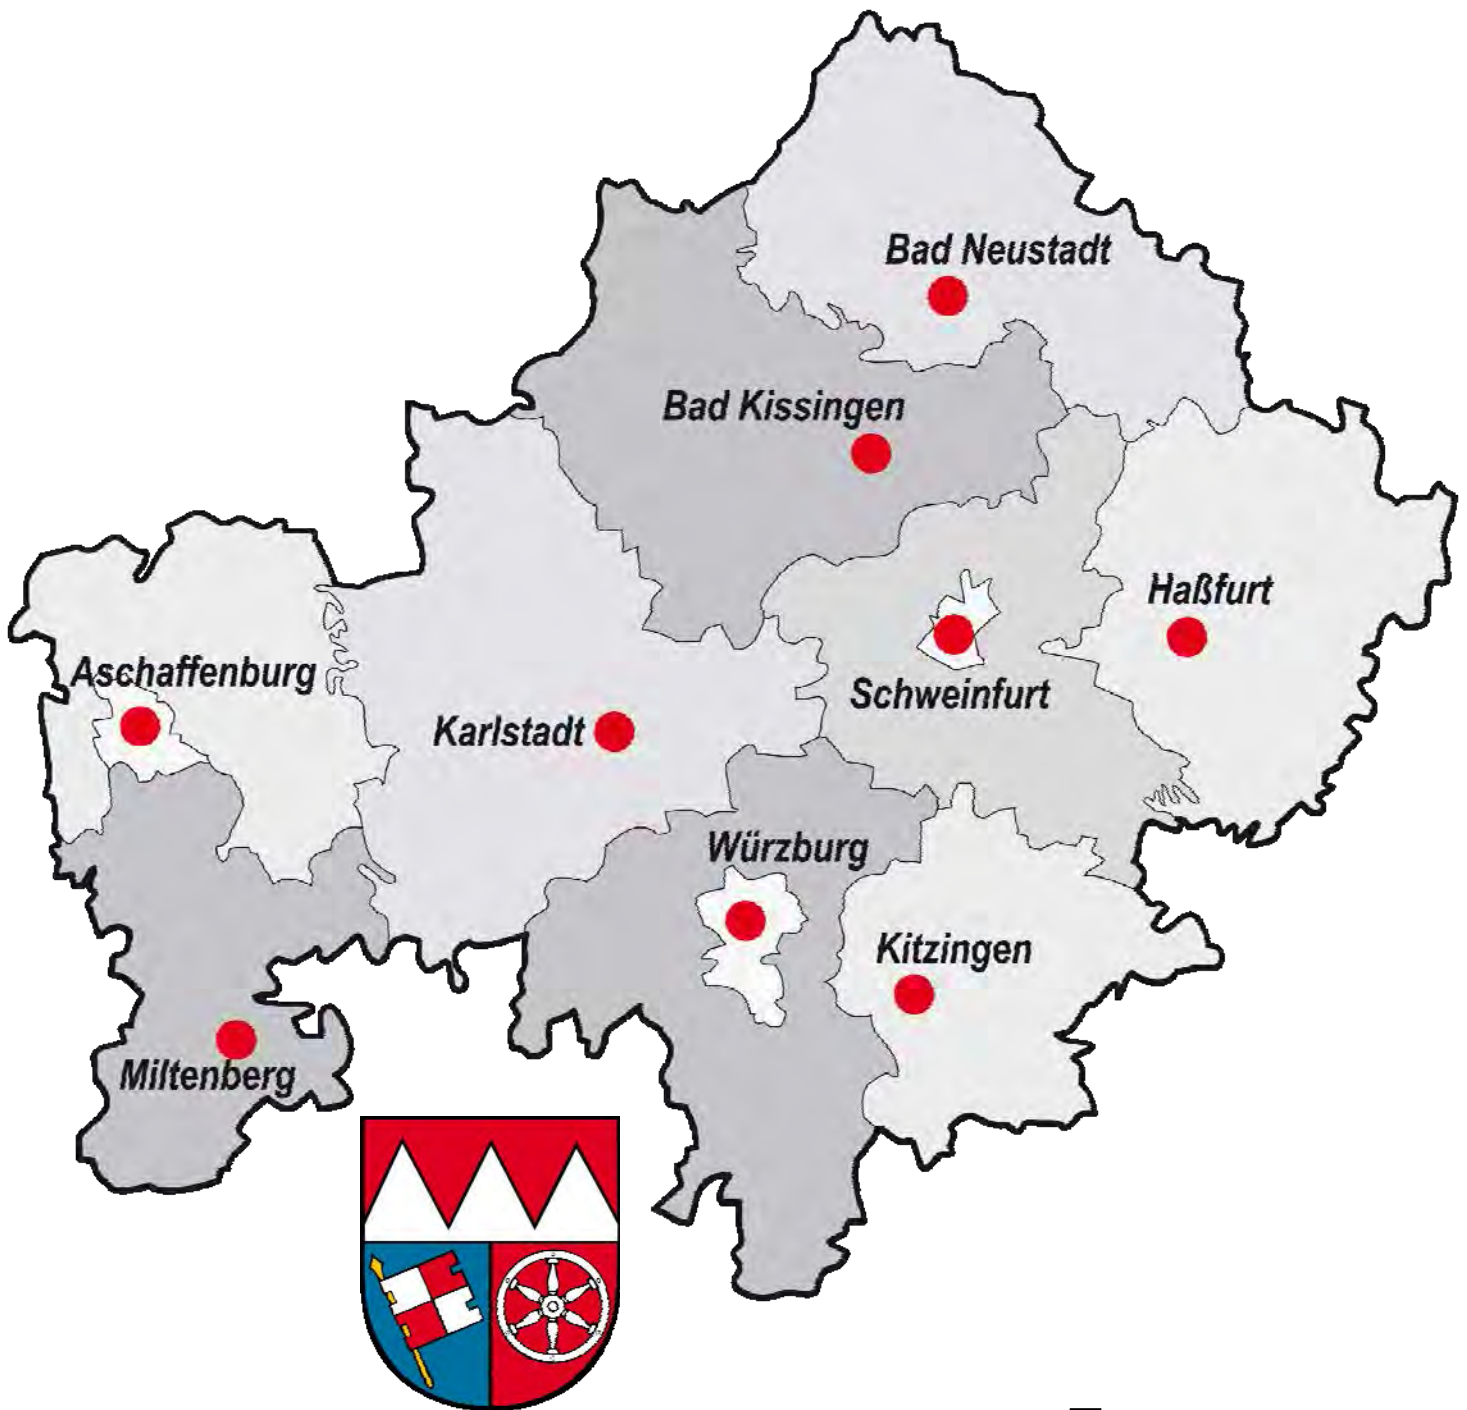 Bad Neustadt
Bad Kissingen
Haßfurt
Aschaffenburg
Schweinfurt
Karlstadt
Würzburg
Kitzingen
Miltenberg